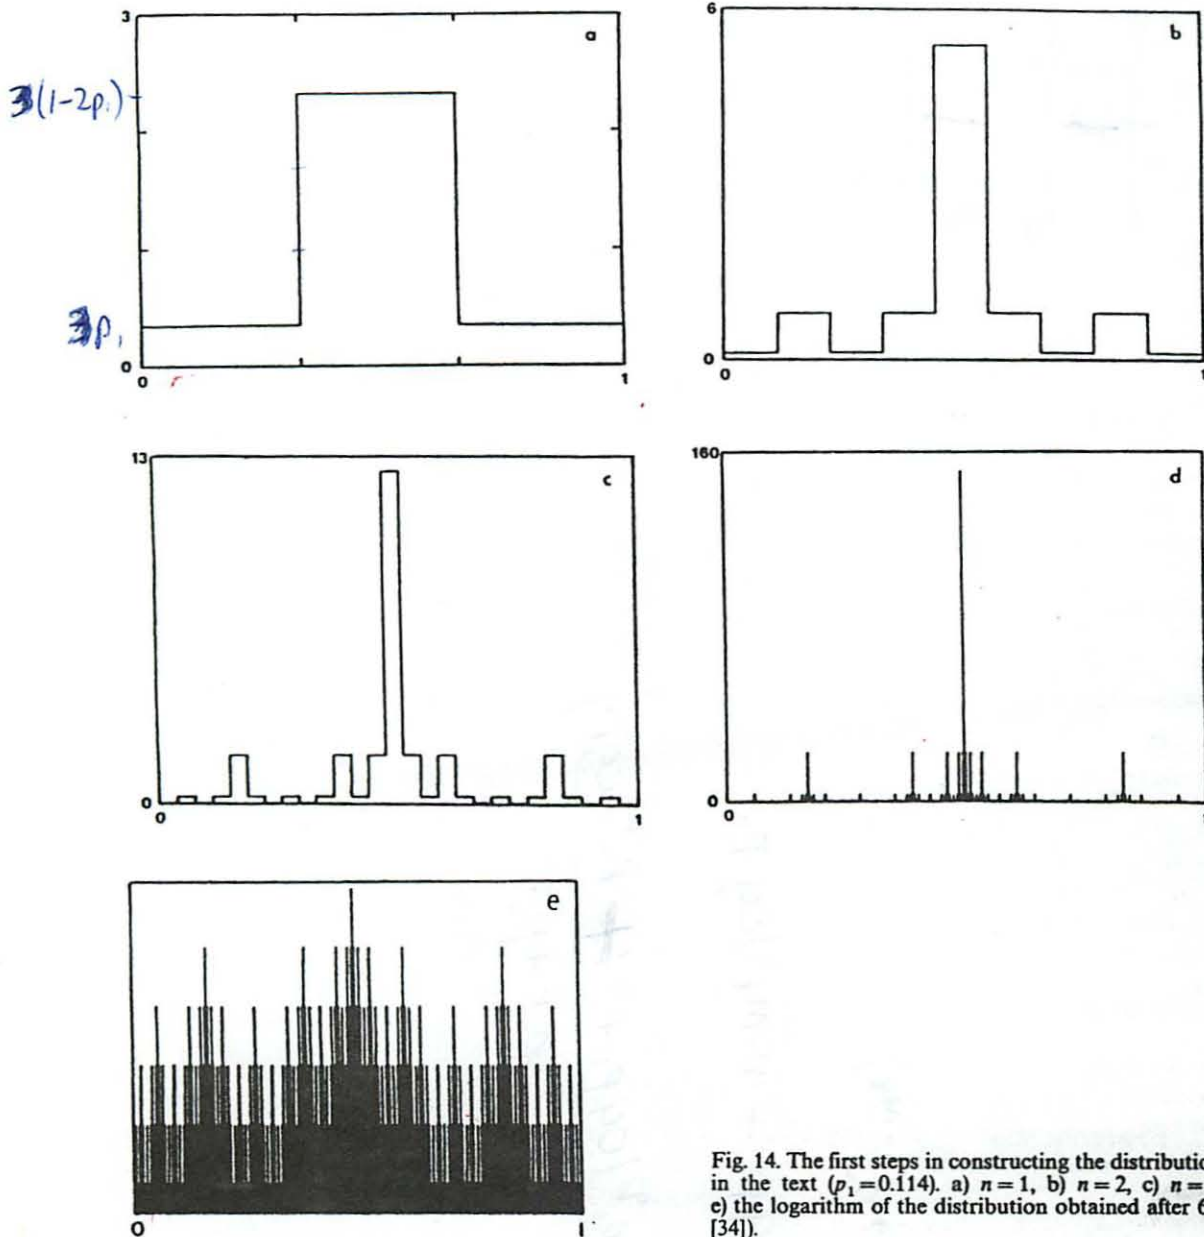 3
a
3(1-2p₁)
3p₁
0
0
1
6
b
0
0
1
13
c
0
0
1
160
d
0
0
e
0
1
Fig. 14. The first steps in constructing the distributio
in the text (p₁=0.114). a) n = 1, b) n = 2, c) n =
e) the logarithm of the distribution obtained after 6
[34]).